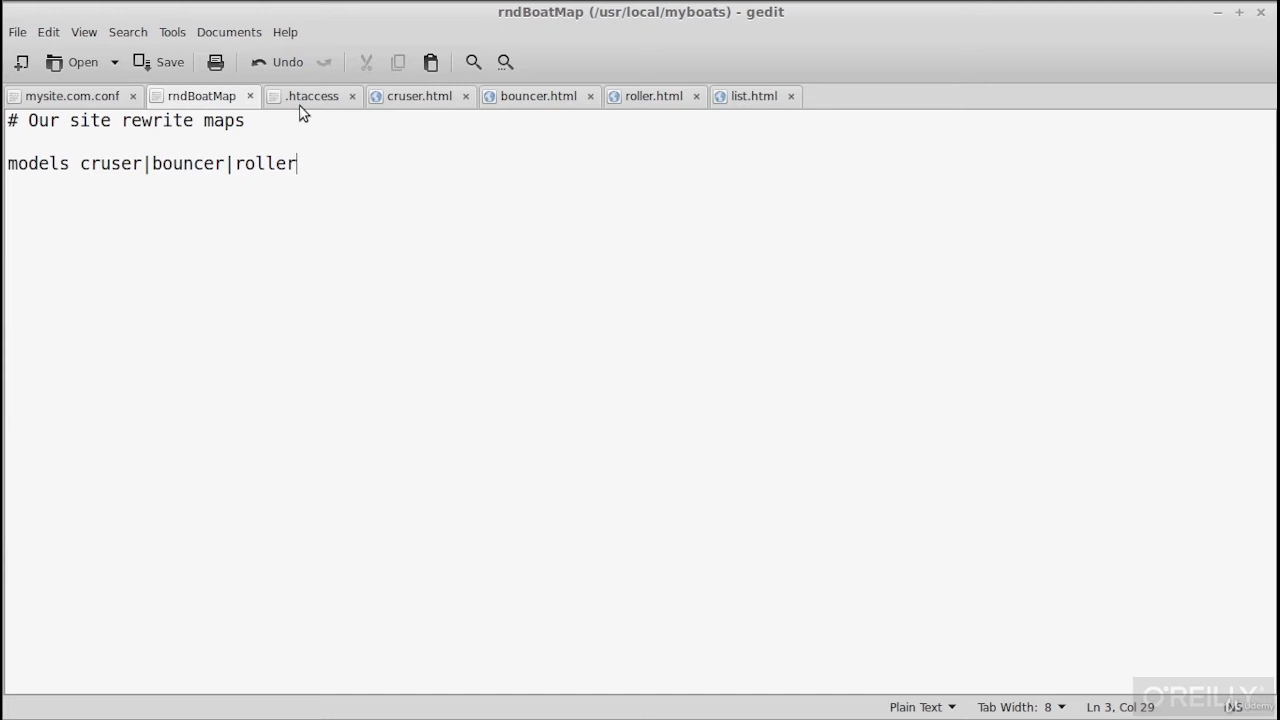 rndBoatMap (/usr/local/myboats) - gedit
File Edit View Search Tools Documents Help
Open Save Undo
mysite.com.conf rndBoatMap .htaccess cruser.html bouncer.html roller.html list.html
# Our site rewrite maps
models cruser|bouncer|roller
Plain Text Tab Width: 8 Ln 3, Col 29
O'REILLY
Udemy